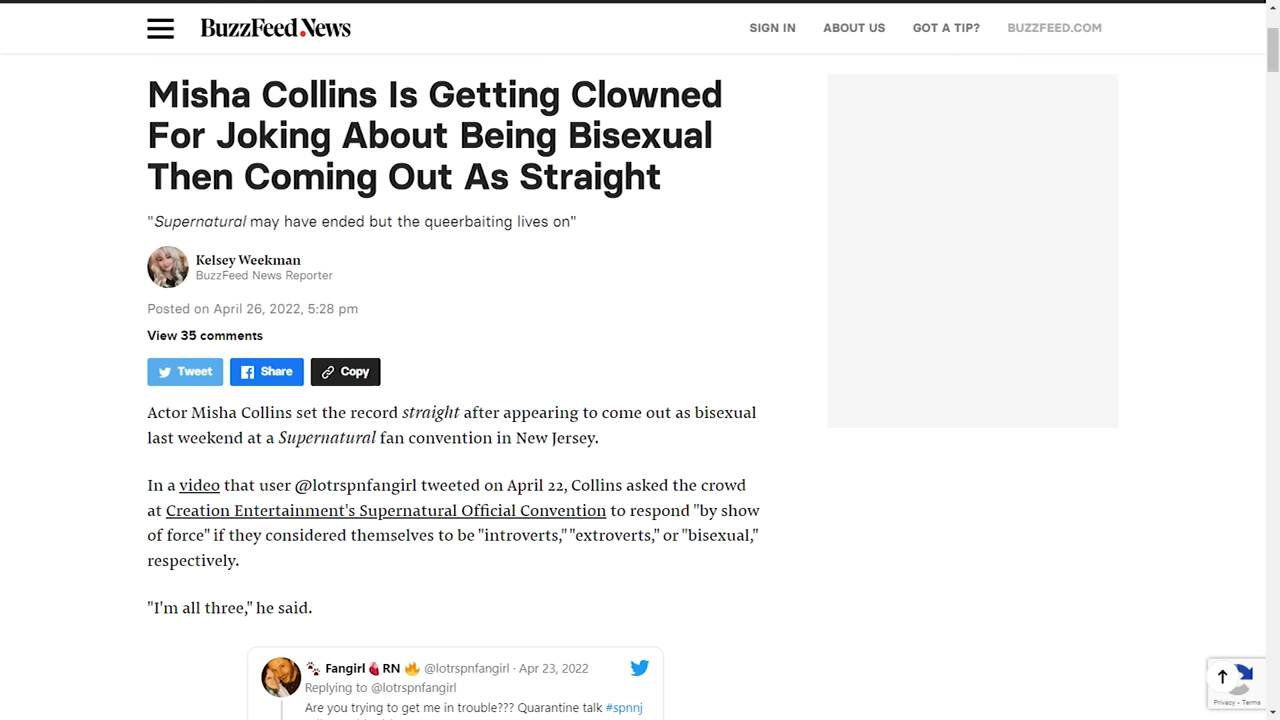 BuzzFeed.News
SIGN IN
ABOUT US
GOT A TIP?
BUZZFEED.COM
Misha Collins Is Getting Clowned
For Joking About Being Bisexual
Then Coming Out As Straight
"Supernatural may have ended but the queerbaiting lives on"
Kelsey Weekman
BuzzFeed News Reporter
Posted on April 26, 2022, 5:28 pm
View 35 comments
Tweet
Share
Copy
Actor Misha Collins set the record straight after appearing to come out as bisexual
last weekend at a Supernatural fan convention in New Jersey.
In a video that user @lotrspnfangirl tweeted on April 22, Collins asked the crowd
at Creation Entertainment's Supernatural Official Convention to respond "by show
of force" if they considered themselves to be "introverts," "extroverts," or "bisexual,"
respectively.
"I'm all three," he said.
Fangirl RN @lotrspnfangirl · Apr 23, 2022
Replying to @lotrspnfangirl
Are you trying to get me in trouble??? Quarantine talk #spnnj
Privacy - Terms